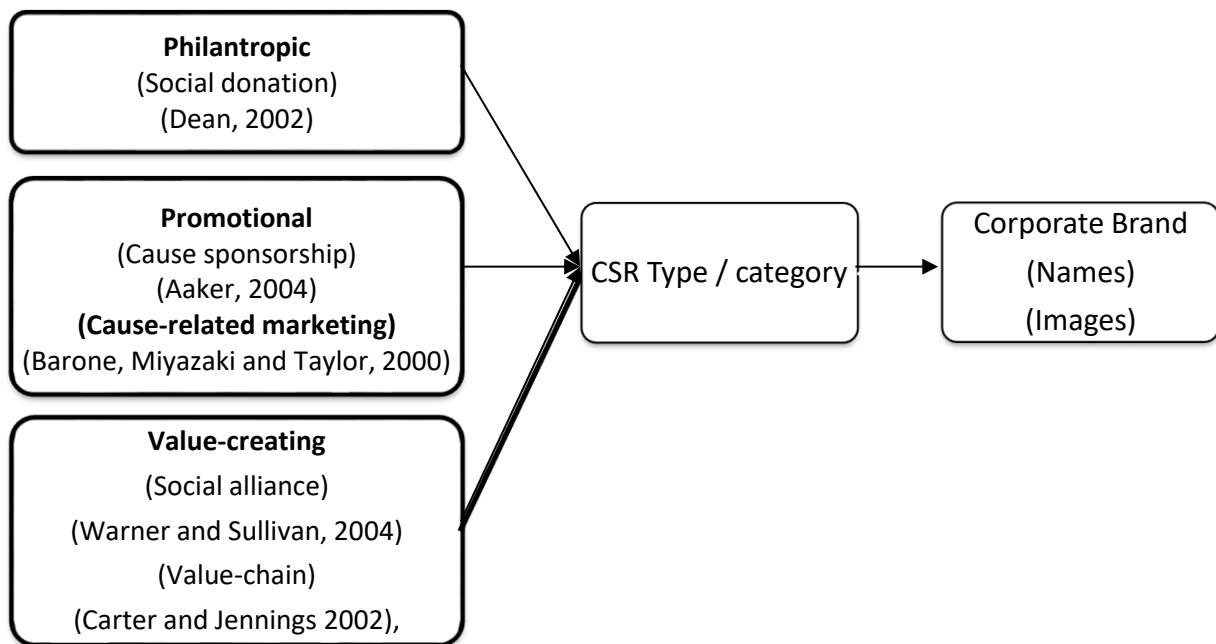 Philantropic
(Social donation)
(Dean, 2002)
Promotional
(Cause sponsorship)
(Aaker, 2004)
(Cause-related marketing)
(Barone, Miyazaki and Taylor, 2000)
Value-creating
(Social alliance)
(Warner and Sullivan, 2004)
(Value-chain)
(Carter and Jennings 2002),
CSR Type / category
Corporate Brand
(Names)
(Images)